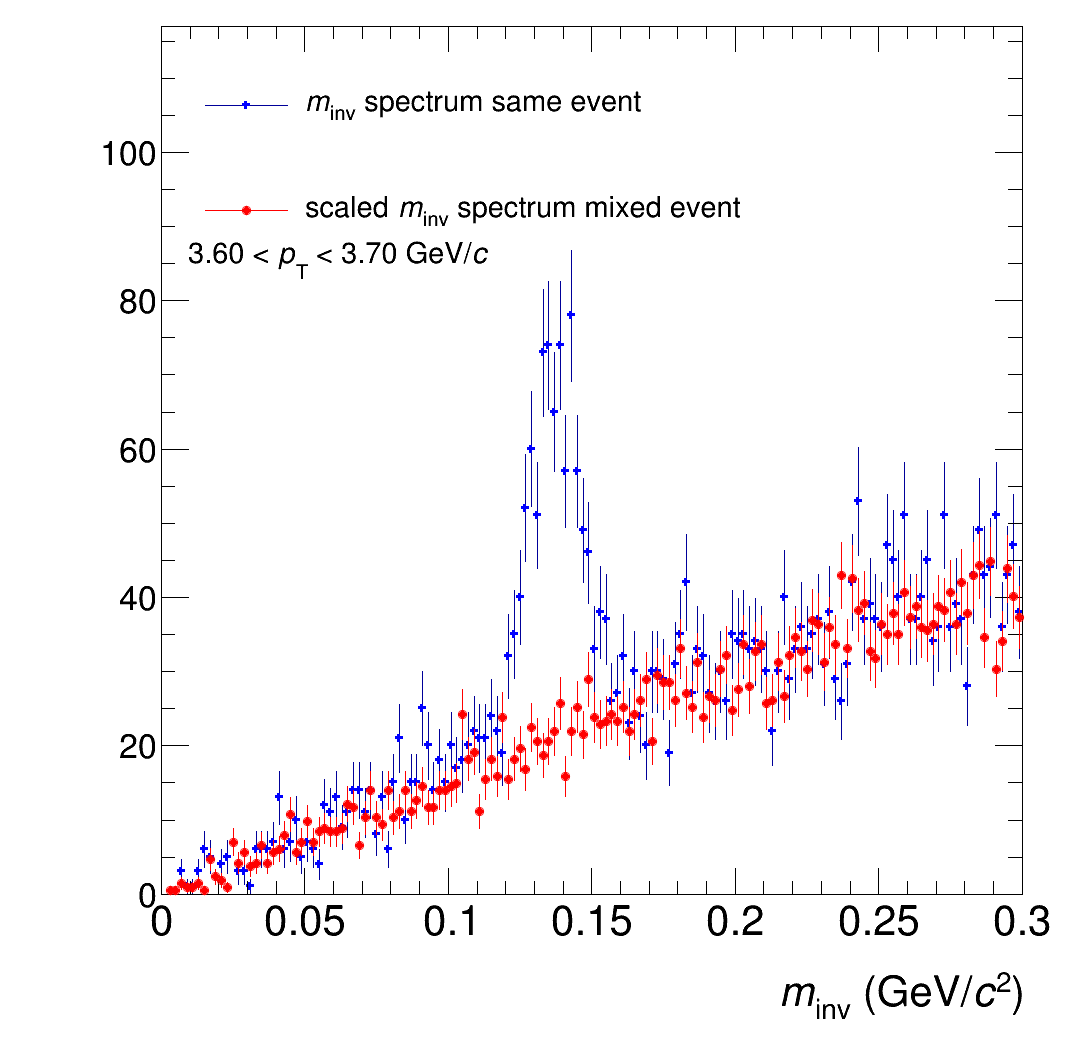 m_inv spectrum same event
scaled m_inv spectrum mixed event
3.60 < p_T < 3.70 GeV/c
100
80
60
40
20
0
0 0.05 0.1 0.15 0.2 0.25 0.3
m_inv (GeV/c²)